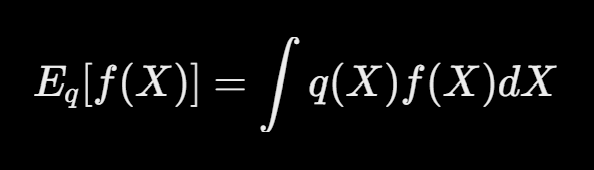 E_q[f(X)] = ∫ q(X)f(X)dX